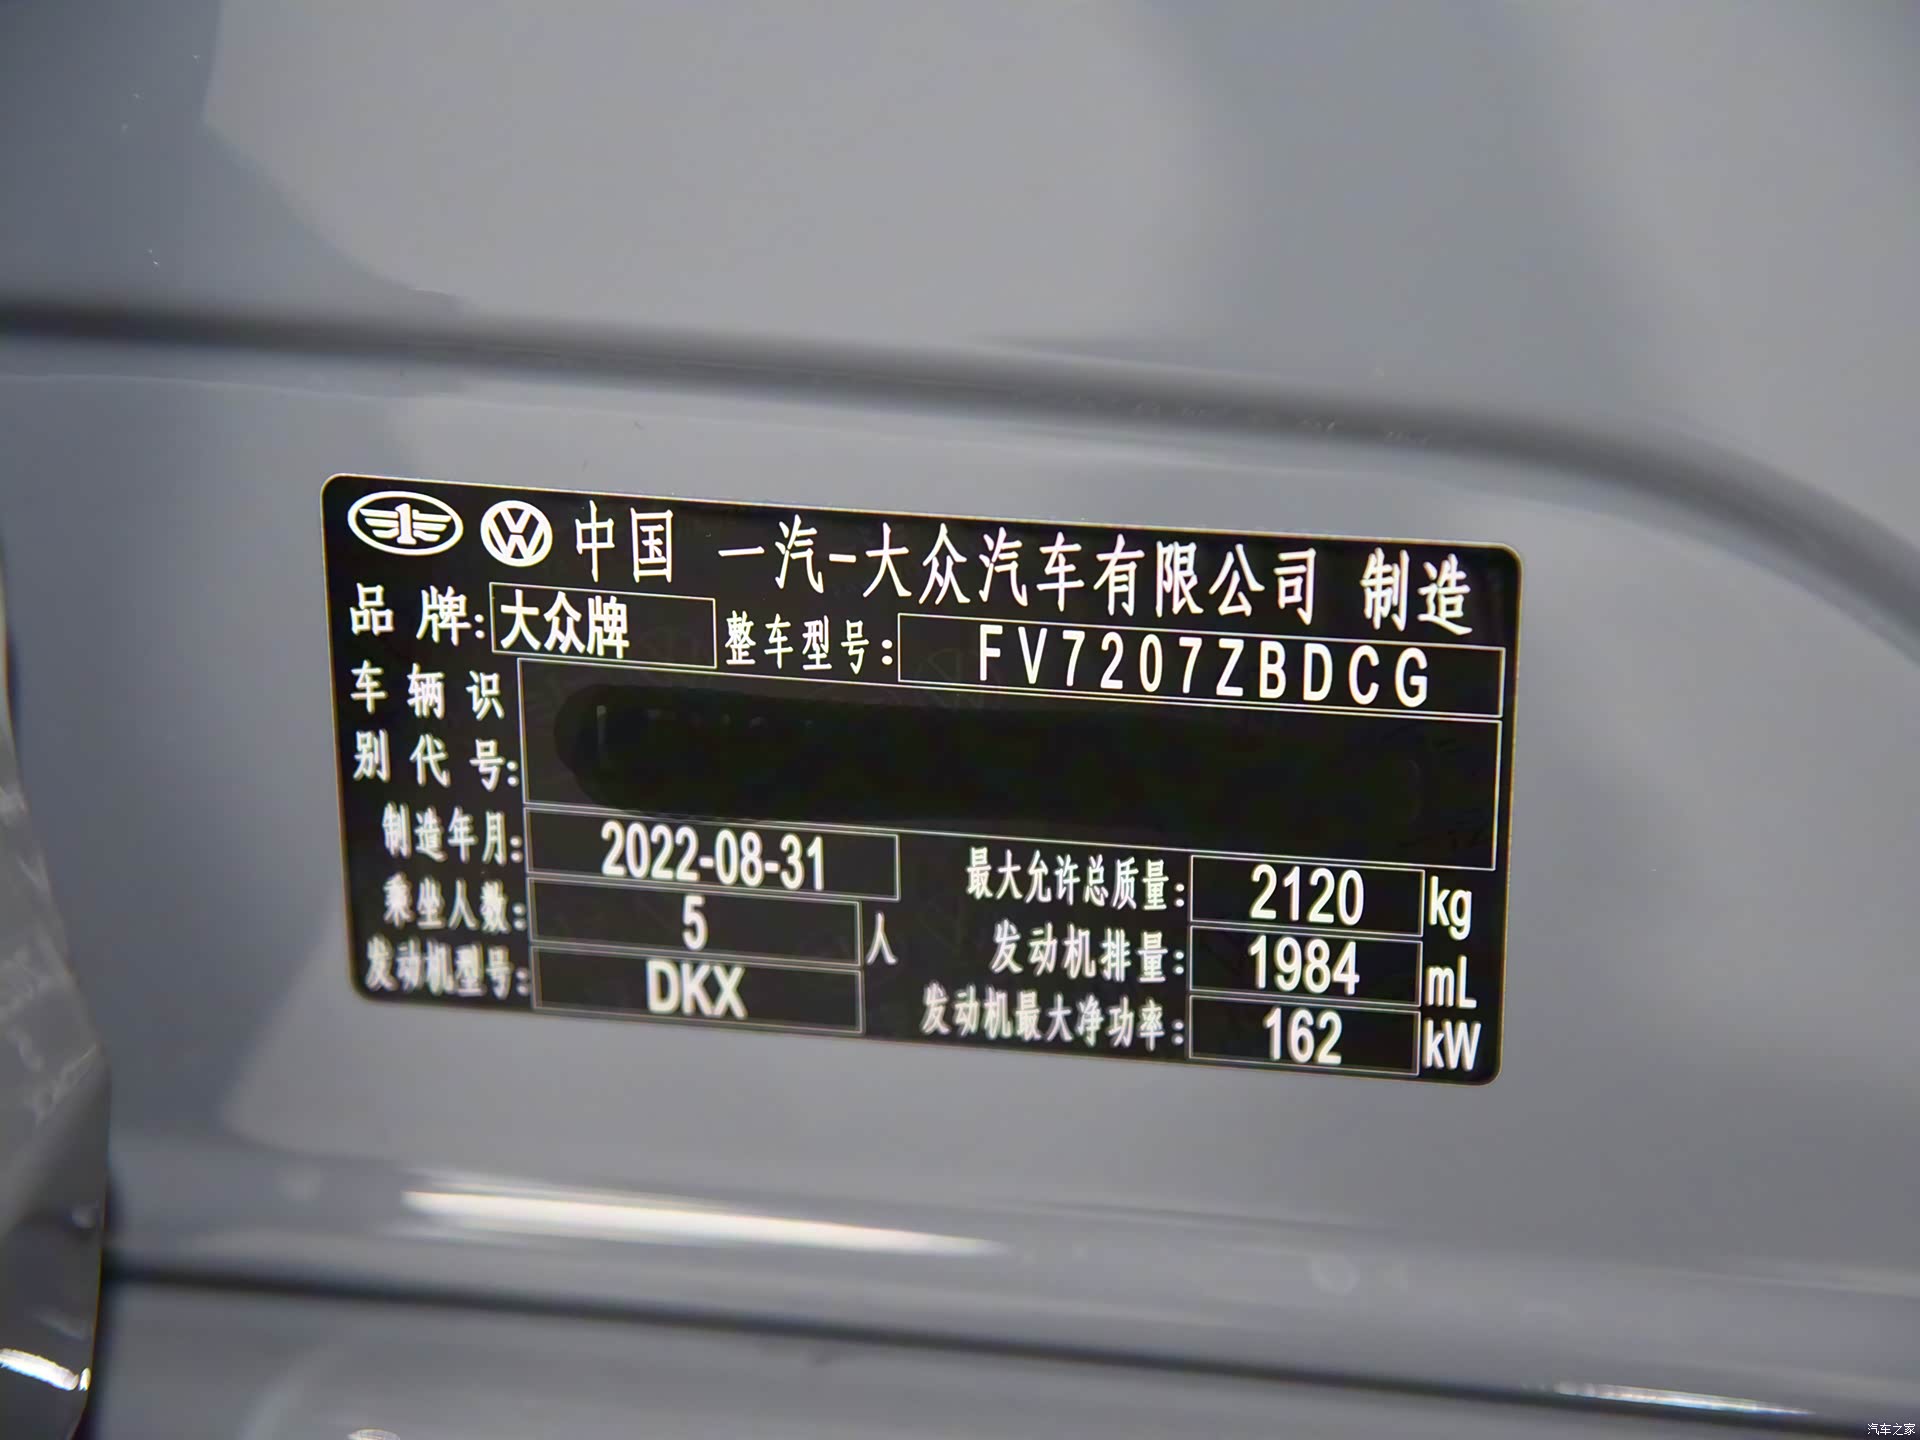 中国 一汽-大众汽车有限公司 制造
品 牌: 大众牌 整车型号: FV7207ZBDCG
车 辆 识
别 代 号:
制造年月: 2022-08-31 最大允许总质量: 2120 kg
乘坐人数: 5 人 发动机排量: 1984 mL
发动机型号: DKX 发动机最大净功率: 162 kW
汽车之家